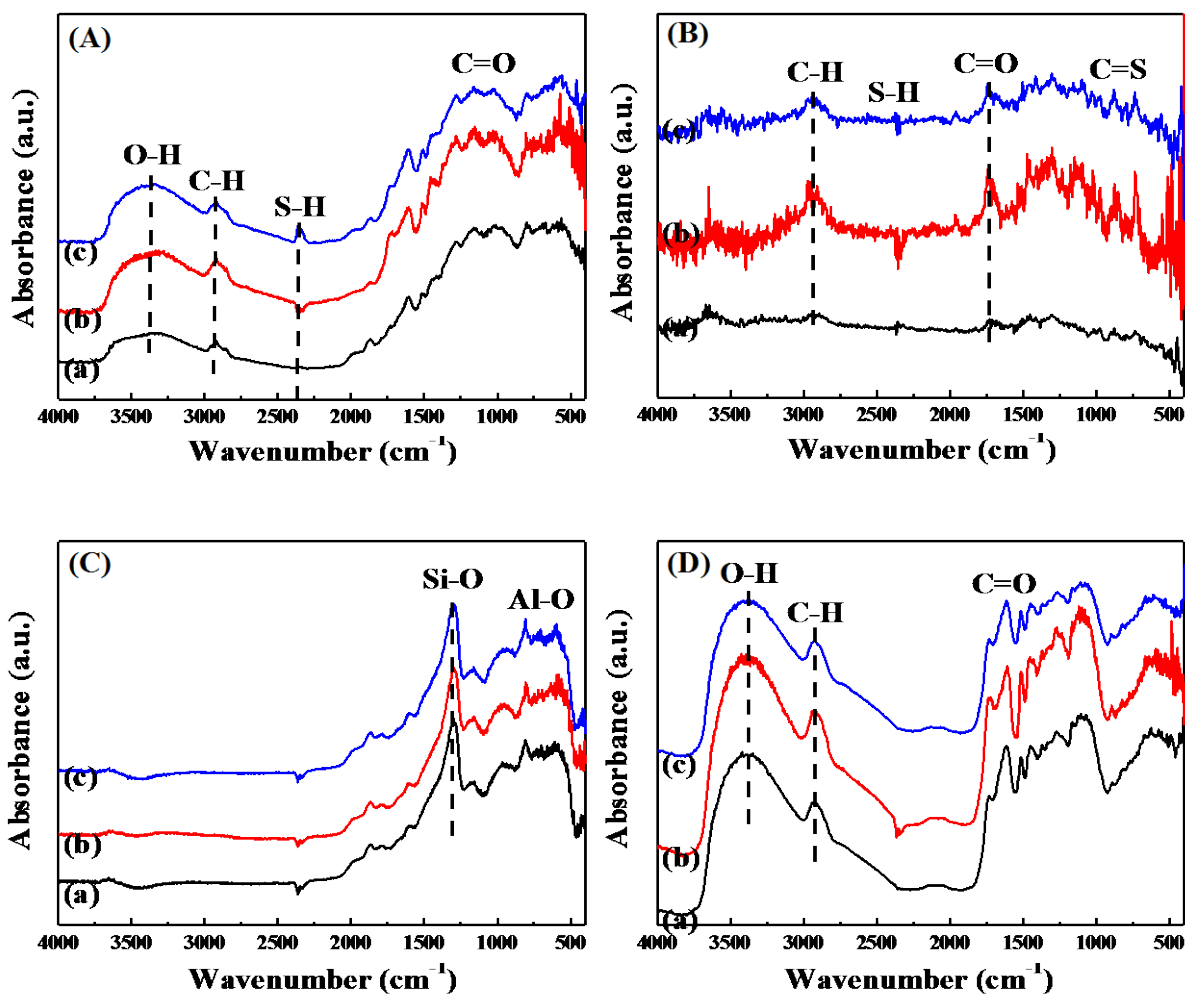 (A)
C=O
O-H
C-H
S-H
(c)
(b)
(a)
Absorbance (a.u.)
4000 3500 3000 2500 2000 1500 1000 500
Wavenumber (cm⁻¹)
(B)
C-H
S-H
C=O
C=S
(c)
(b)
(a)
Absorbance (a.u.)
4000 3500 3000 2500 2000 1500 1000 500
Wavenumber (cm⁻¹)
(C)
Si-O
Al-O
(c)
(b)
(a)
Absorbance (a.u.)
4000 3500 3000 2500 2000 1500 1000 500
Wavenumber (cm⁻¹)
(D)
O-H
C-H
C=O
(c)
(b)
(a)
Absorbance (a.u.)
4000 3500 3000 2500 2000 1500 1000 500
Wavenumber (cm⁻¹)